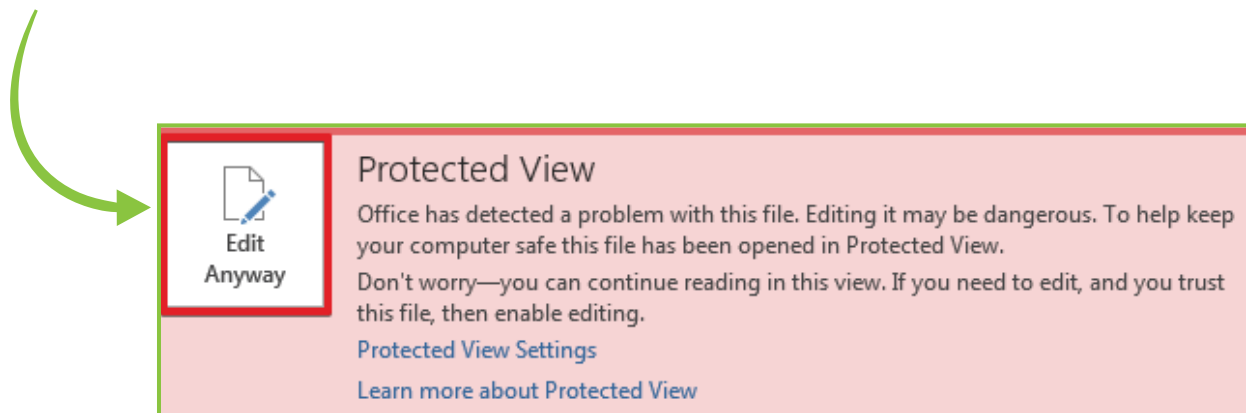 Edit
Anyway
Protected View
Office has detected a problem with this file. Editing it may be dangerous. To help keep
your computer safe this file has been opened in Protected View.
Don't worry—you can continue reading in this view. If you need to edit, and you trust
this file, then enable editing.
Protected View Settings
Learn more about Protected View